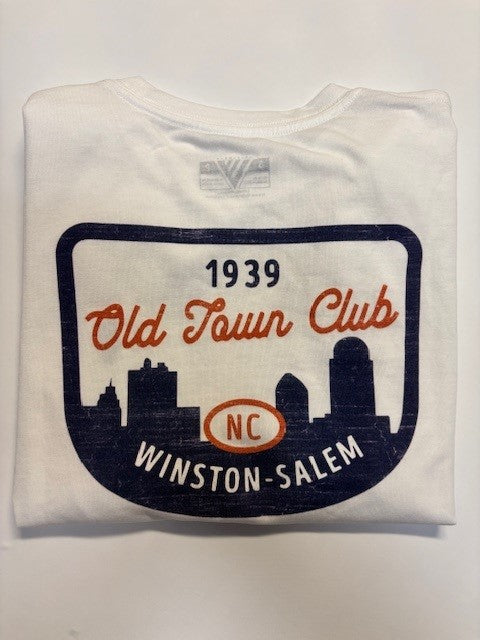 1939
Old Town Club
NC
WINSTON-SALEM